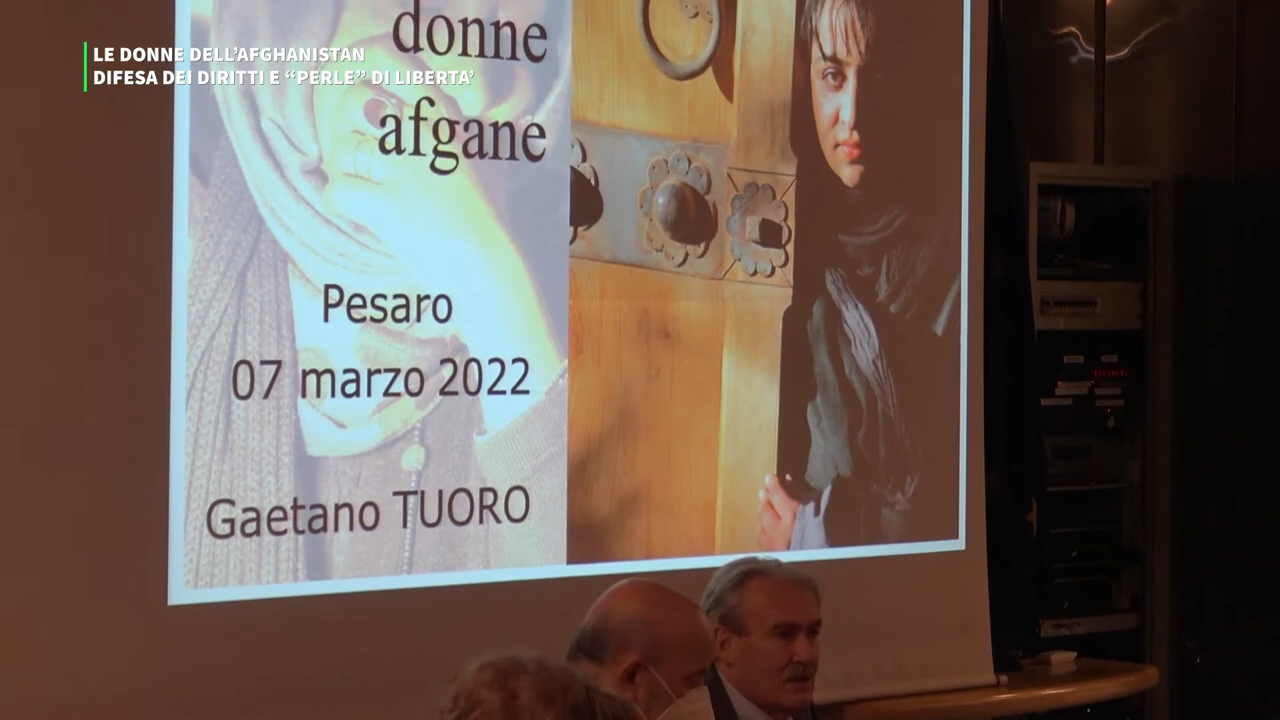 LE DONNE DELL'AFGHANISTAN
DIFESA DEI DIRITTI E “PERLE” DI LIBERTA'
donne
afgane
Pesaro
07 marzo 2022
Gaetano TUORO